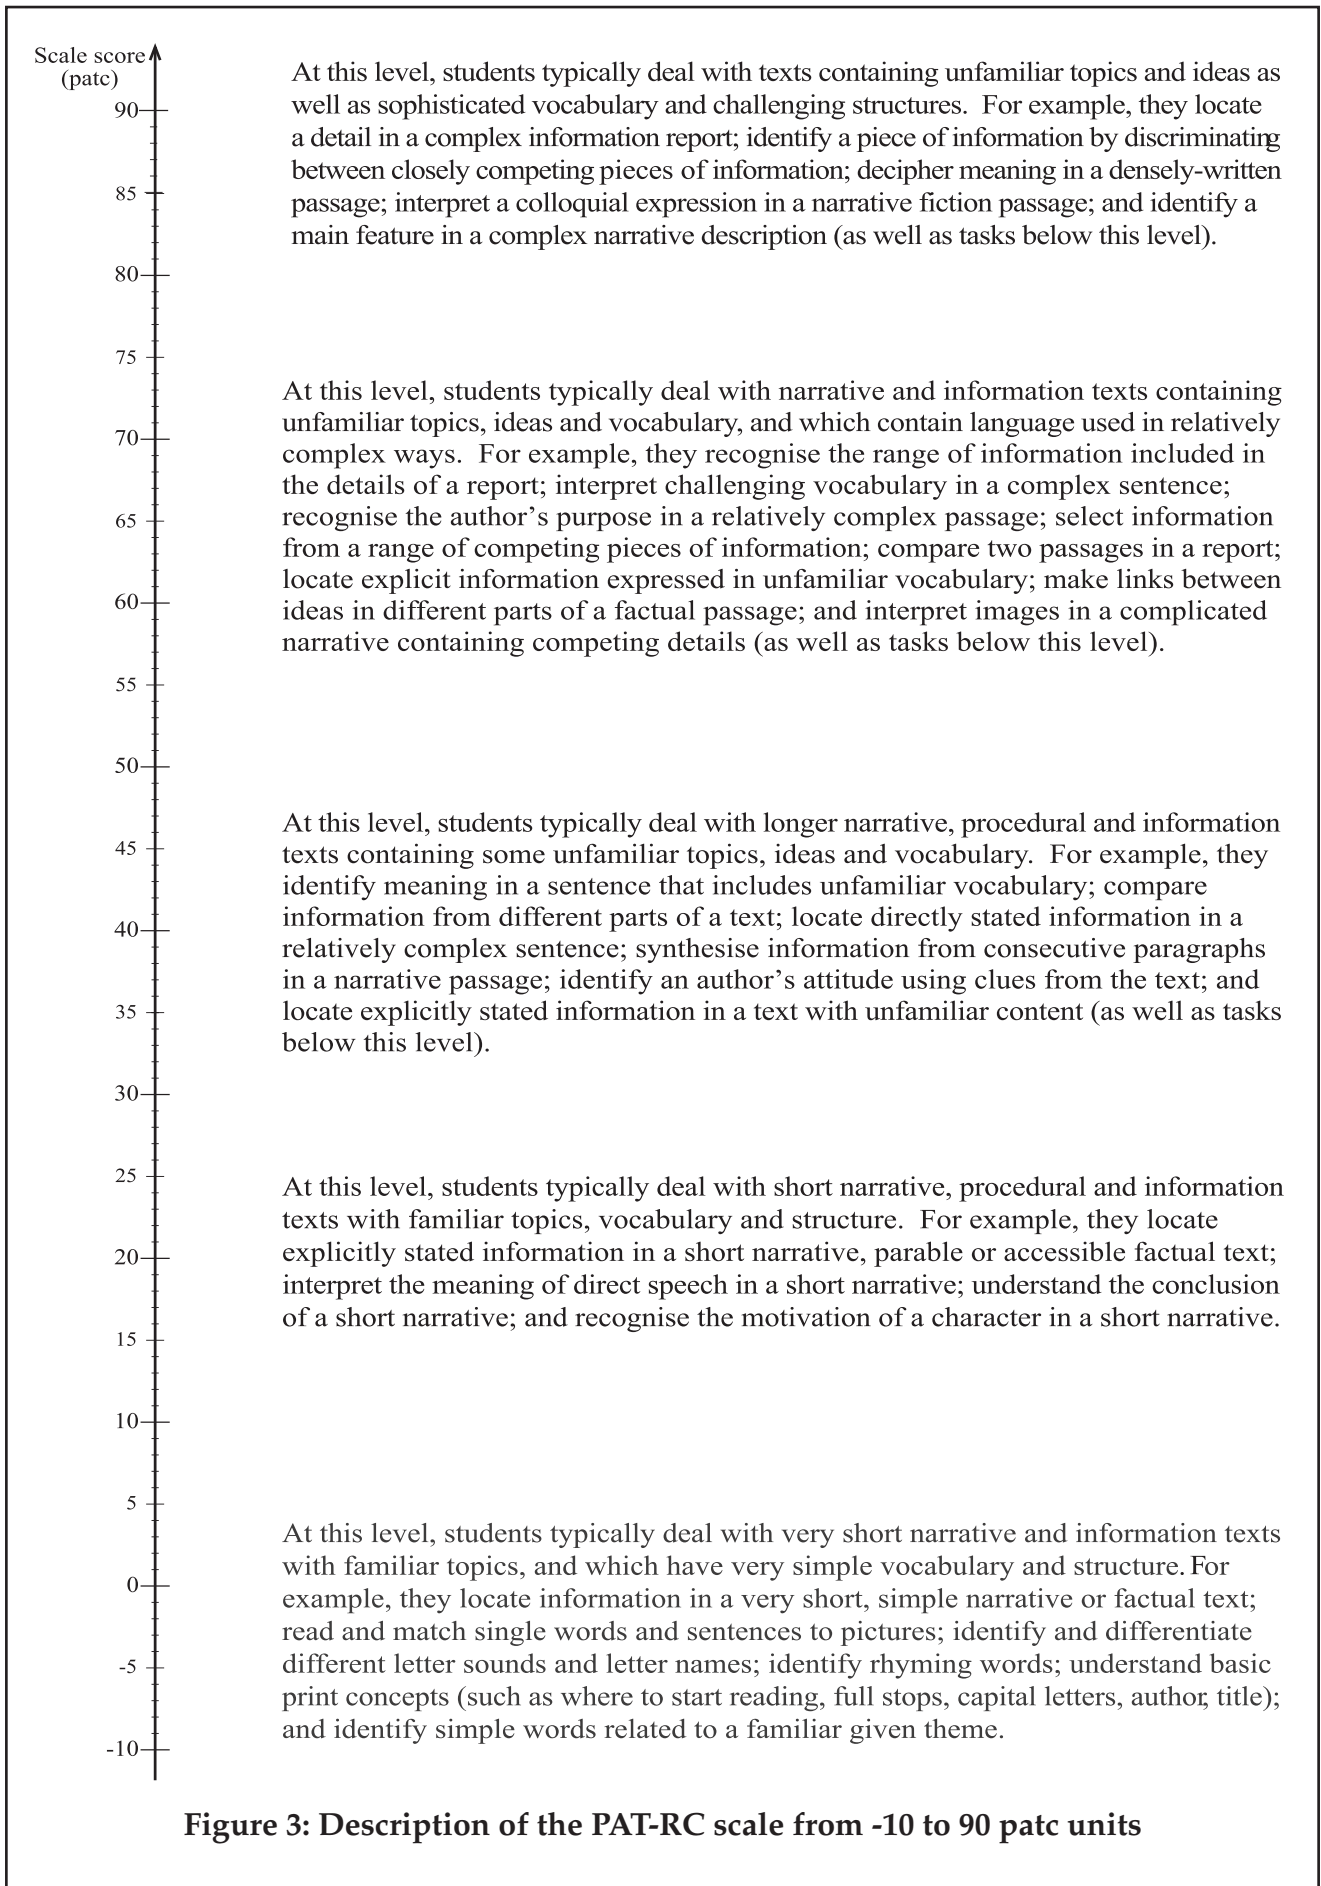 Scale score
(patc)
At this level, students typically deal with texts containing unfamiliar topics and ideas as
well as sophisticated vocabulary and challenging structures.  For example, they locate
a detail in a complex information report; identify a piece of information by discriminating
between closely competing pieces of information; decipher meaning in a densely-written
passage; interpret a colloquial expression in a narrative fiction passage; and identify a
main feature in a complex narrative description (as well as tasks below this level).
90
85
80
75
At this level, students typically deal with narrative and information texts containing
unfamiliar topics, ideas and vocabulary, and which contain language used in relatively
complex ways.  For example, they recognise the range of information included in
the details of a report; interpret challenging vocabulary in a complex sentence;
recognise the author's purpose in a relatively complex passage; select information
from a range of competing pieces of information; compare two passages in a report;
locate explicit information expressed in unfamiliar vocabulary; make links between
ideas in different parts of a factual passage; and interpret images in a complicated
narrative containing competing details (as well as tasks below this level).
70
65
60
55
50
At this level, students typically deal with longer narrative, procedural and information
texts containing some unfamiliar topics, ideas and vocabulary.  For example, they
identify meaning in a sentence that includes unfamiliar vocabulary; compare
information from different parts of a text; locate directly stated information in a
relatively complex sentence; synthesise information from consecutive paragraphs
in a narrative passage; identify an author's attitude using clues from the text; and
locate explicitly stated information in a text with unfamiliar content (as well as tasks
below this level).
45
40
35
30
25
At this level, students typically deal with short narrative, procedural and information
texts with familiar topics, vocabulary and structure.  For example, they locate
explicitly stated information in a short narrative, parable or accessible factual text;
interpret the meaning of direct speech in a short narrative; understand the conclusion
of a short narrative; and recognise the motivation of a character in a short narrative.
20
15
10
5
At this level, students typically deal with very short narrative and information texts
with familiar topics, and which have very simple vocabulary and structure. For
example, they locate information in a very short, simple narrative or factual text;
read and match single words and sentences to pictures; identify and differentiate
different letter sounds and letter names; identify rhyming words; understand basic
print concepts (such as where to start reading, full stops, capital letters, author, title);
and identify simple words related to a familiar given theme.
0
-5
-10
Figure 3: Description of the PAT-RC scale from -10 to 90 patc units